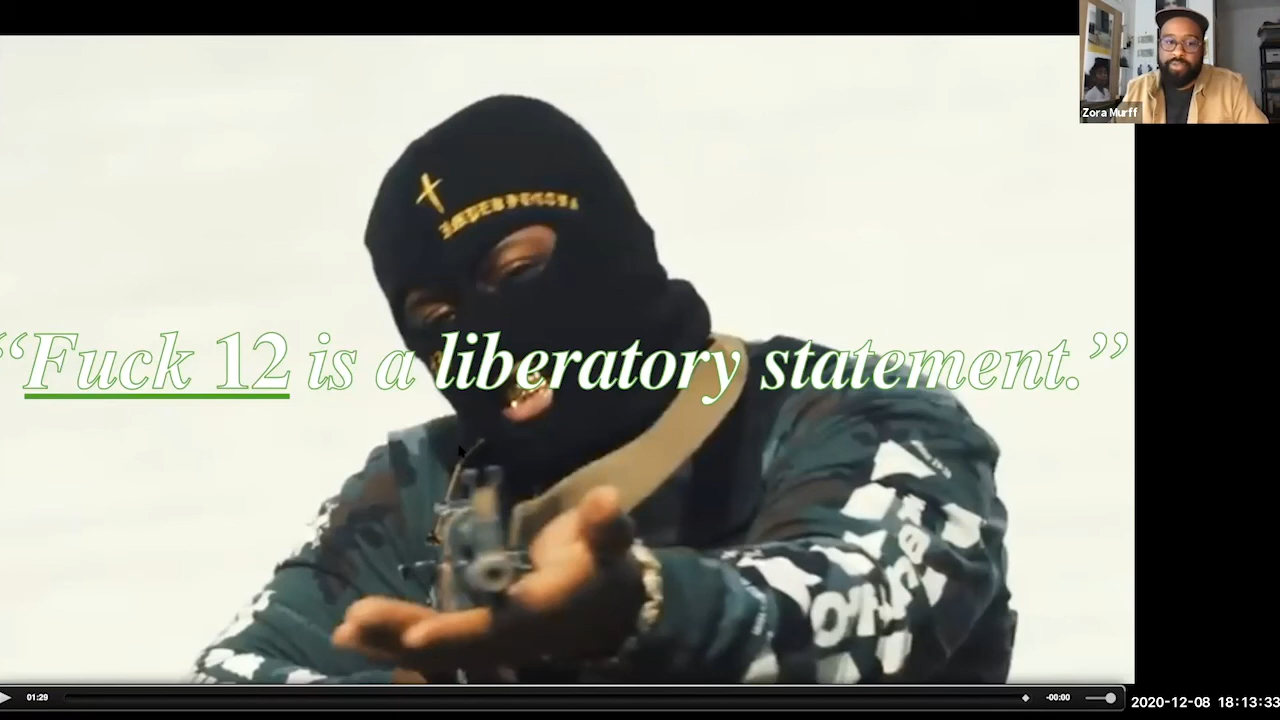 Zora Murff
“Fuck 12 is a liberatory statement.”
01:29
-00:00
2020-12-08 18:13:33